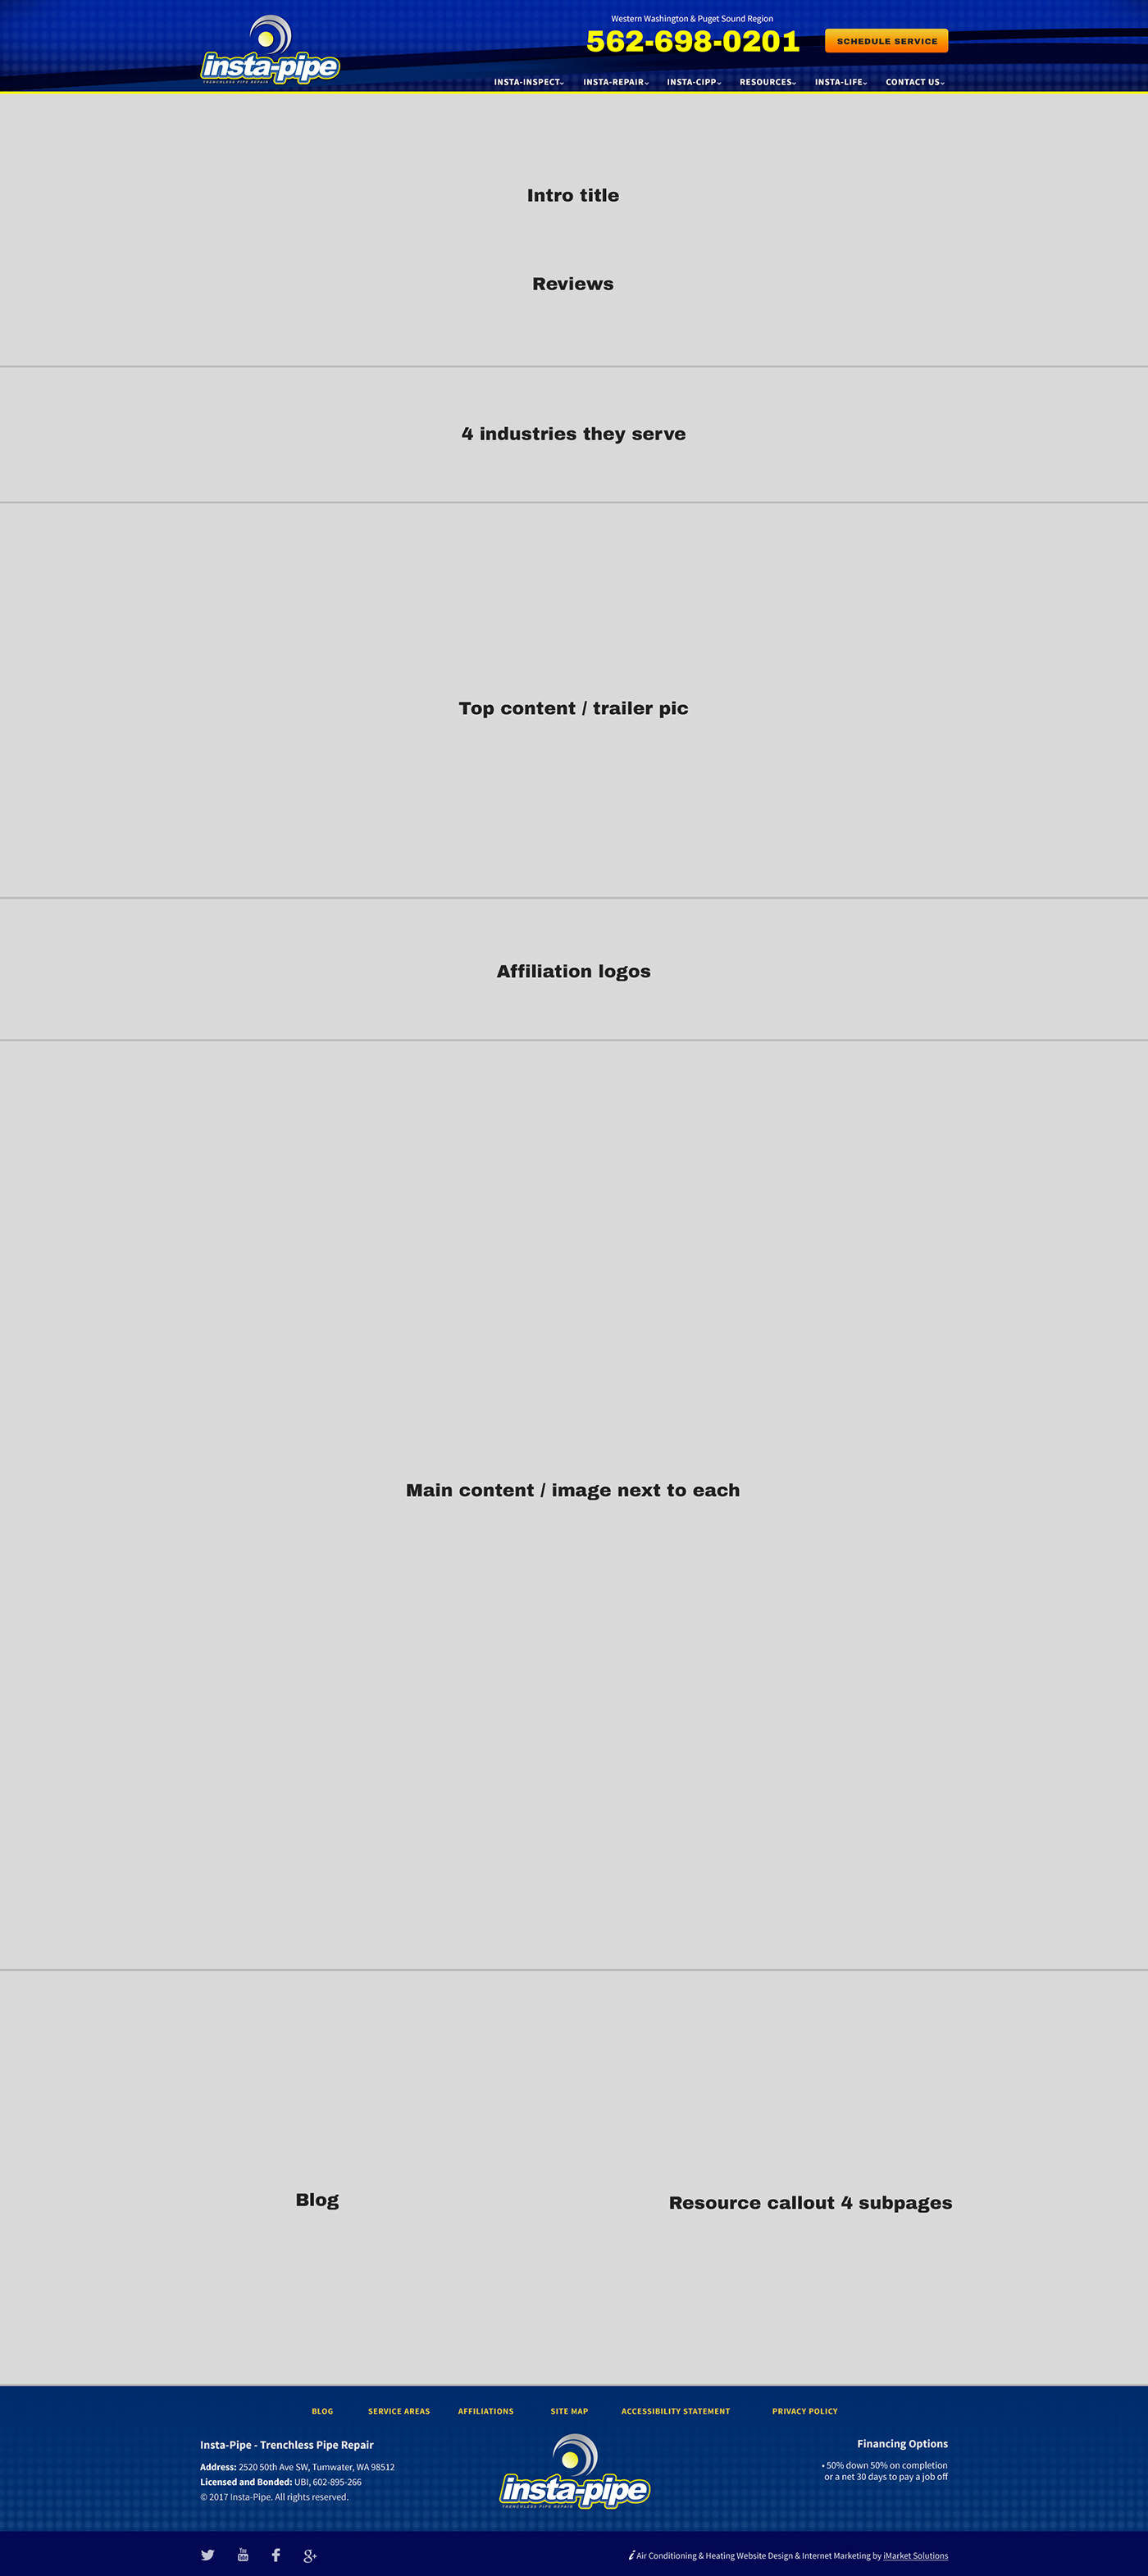 Western Washington & Puget Sound Region
562-698-0201
SCHEDULE SERVICE
insta-pipe
TRENCHLESS PIPE REPAIR
INSTA-INSPECT INSTA-REPAIR INSTA-CIPP RESOURCES INSTA-LIFE CONTACT US
Intro title
Reviews
4 industries they serve
Top content / trailer pic
Affiliation logos
Main content / image next to each
Blog
Resource callout 4 subpages
BLOG SERVICE AREAS AFFILIATIONS SITE MAP ACCESSIBILITY STATEMENT PRIVACY POLICY
Insta-Pipe - Trenchless Pipe Repair
Address: 2520 50th Ave SW, Tumwater, WA 98512
Licensed and Bonded: UBI, 602-895-266
© 2017 Insta-Pipe. All rights reserved.
insta-pipe
TRENCHLESS PIPE REPAIR
Financing Options
• 50% down 50% on completion
or a net 30 days to pay a job off
You Tube
g+
i Air Conditioning & Heating Website Design & Internet Marketing by iMarket Solutions